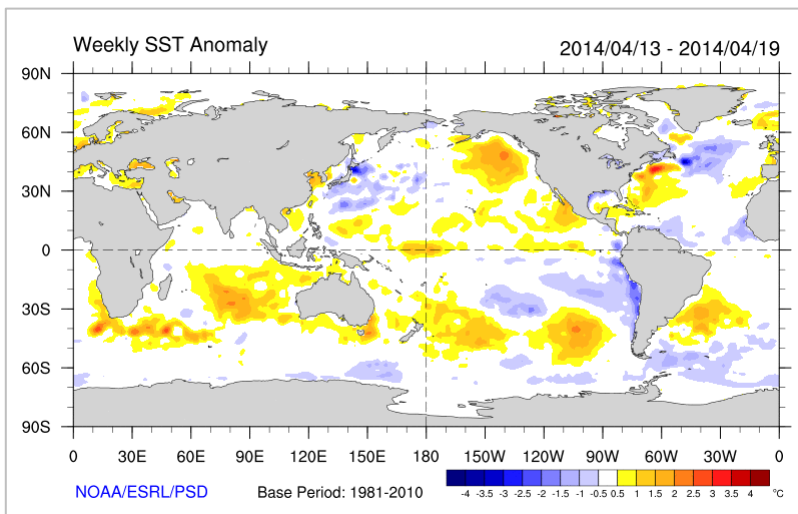 Weekly SST Anomaly 2014/04/13 - 2014/04/19
90N
60N
30N
0
30S
60S
90S
0 30E 60E 90E 120E 150E 180 150W 120W 90W 60W 30W 0
NOAA/ESRL/PSD Base Period: 1981-2010
-4 -3.5 -3 -2.5 -2 -1.5 -1 -0.5 0.5 1 1.5 2 2.5 3 3.5 4 °C